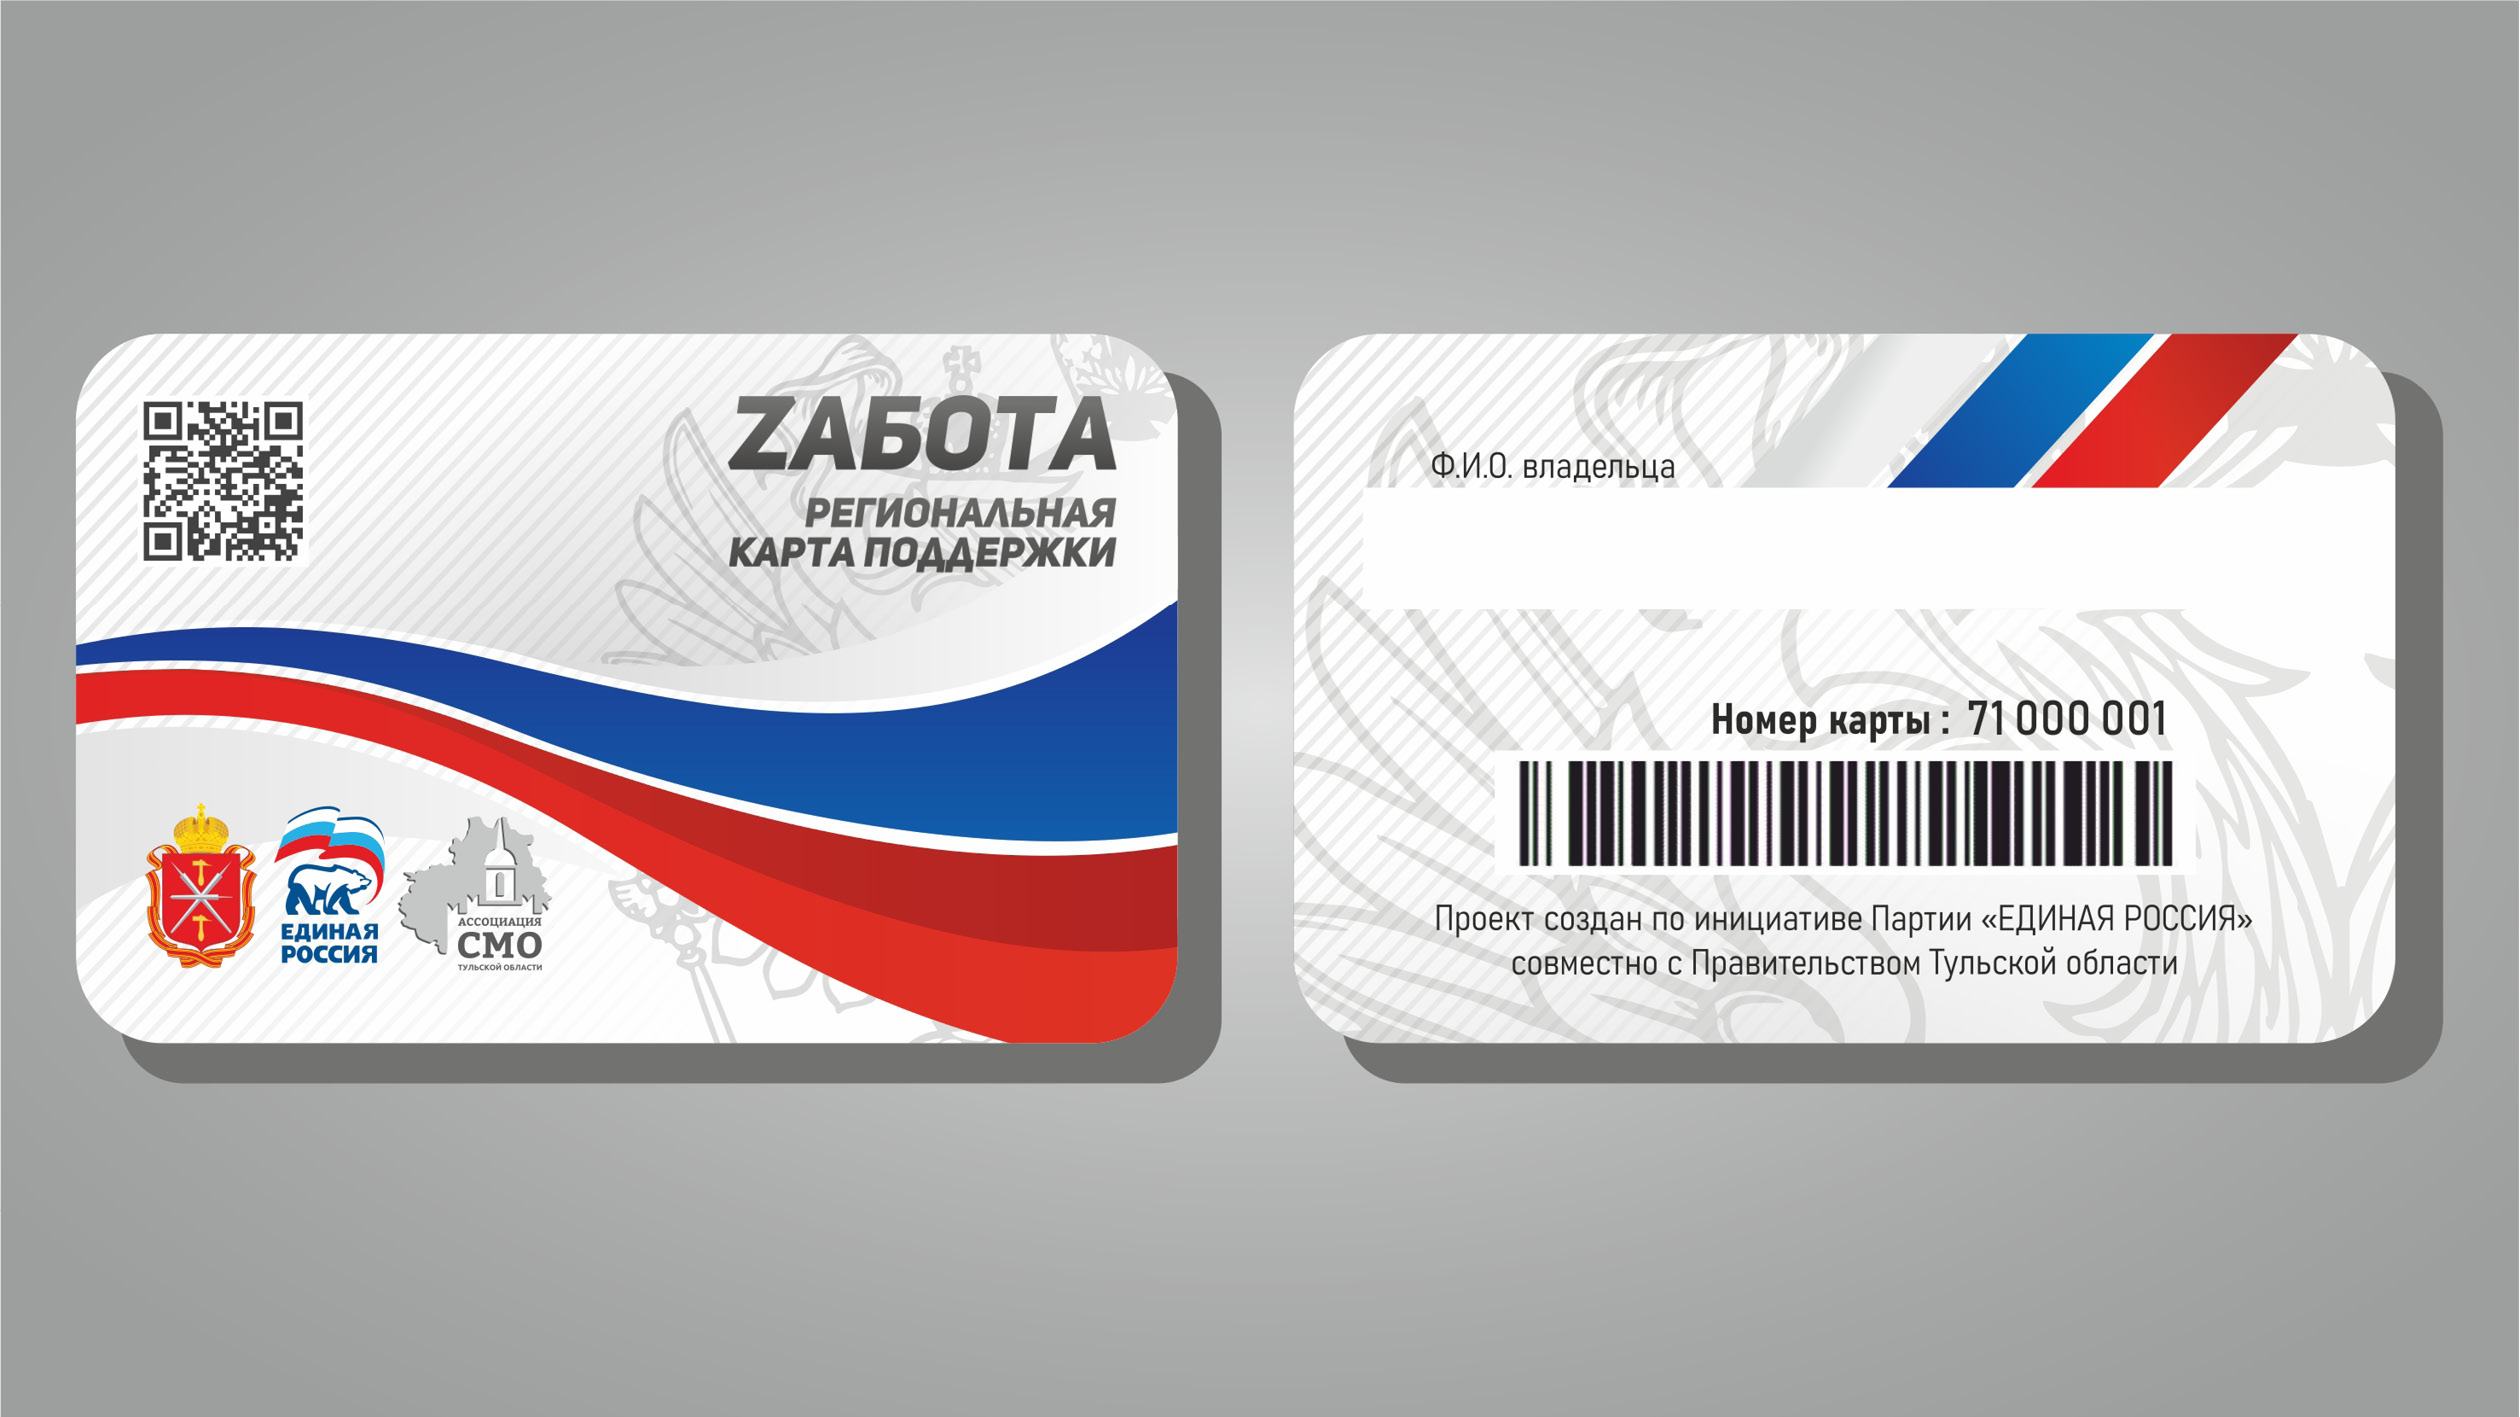 ZАБОТА
РЕГИОНАЛЬНАЯ
КАРТА ПОДДЕРЖКИ
ЕДИНАЯ
РОССИЯ
АССОЦИАЦИЯ
СМО
ТУЛЬСКОЙ ОБЛАСТИ
Ф.И.О. владельца
Номер карты : 71 000 001
Проект создан по инициативе Партии «ЕДИНАЯ РОССИЯ»
совместно с Правительством Тульской области